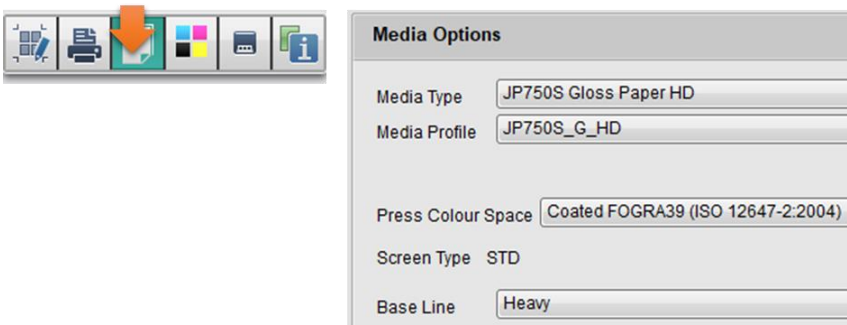 Media Options
Media Type JP750S Gloss Paper HD
Media Profile JP750S_G_HD
Press Colour Space Coated FOGRA39 (ISO 12647-2:2004)
Screen Type STD
Base Line Heavy